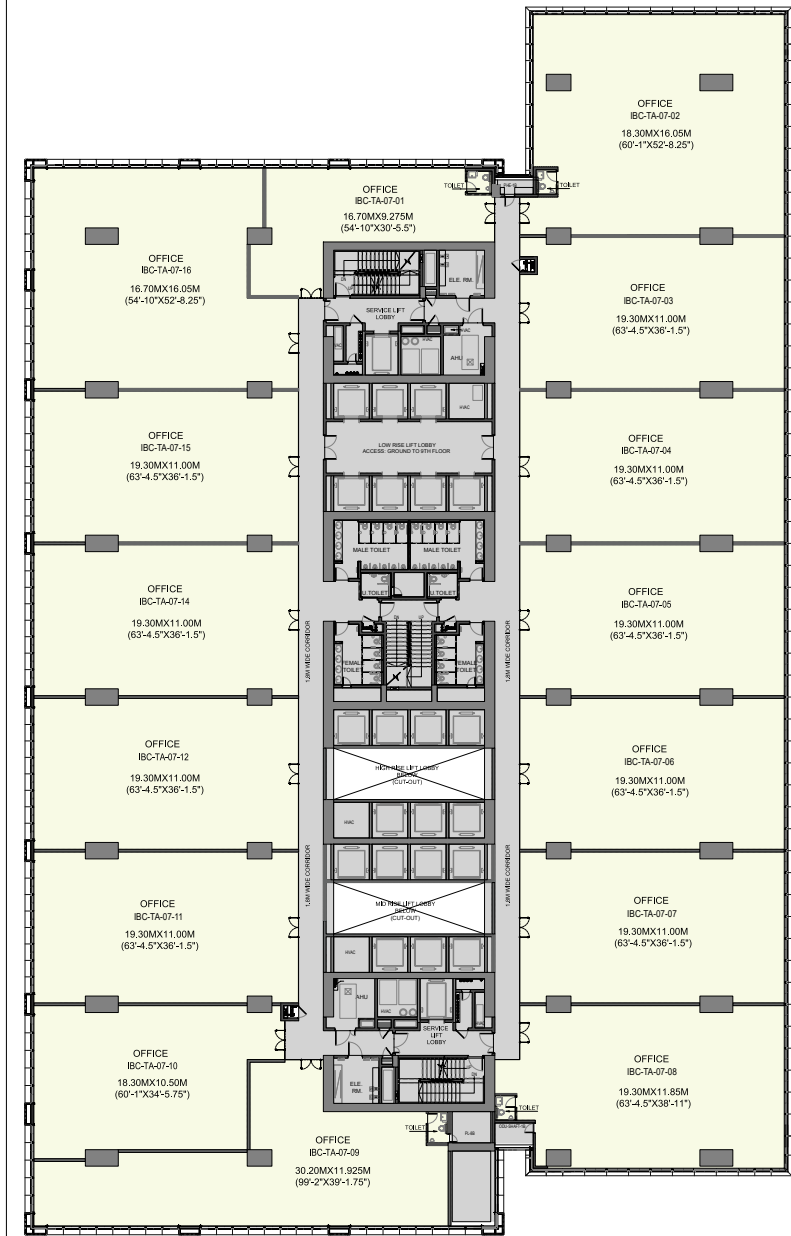 OFFICE
IBC-TA-07-02
18.30MX16.05M
(60'-1"X52'-8.25")
TOILET
TOILET
OFFICE
IBC-TA-07-01
16.70MX9.275M
(54'-10"X30'-5.5")
OFFICE
IBC-TA-07-16
16.70MX16.05M
(54'-10"X52'-8.25")
ELE. RM.
DN
SERVICE LIFT
LOBBY
HVAC
HVAC
AHU
OFFICE
IBC-TA-07-03
19.30MX11.00M
(63'-4.5"X36'-1.5")
HVAC
OFFICE
IBC-TA-07-15
19.30MX11.00M
(63'-4.5"X36'-1.5")
LOW RISE LIFT LOBBY
ACCESS: GROUND TO 9TH FLOOR
OFFICE
IBC-TA-07-04
19.30MX11.00M
(63'-4.5"X36'-1.5")
MALE TOILET
MALE TOILET
U.TOILET
U.TOILET
OFFICE
IBC-TA-07-14
19.30MX11.00M
(63'-4.5"X36'-1.5")
DN
UP
OFFICE
IBC-TA-07-05
19.30MX11.00M
(63'-4.5"X36'-1.5")
1.8M WIDE CORRIDOR
FEMALE
TOILET
FEMALE
TOILET
1.8M WIDE CORRIDOR
OFFICE
IBC-TA-07-12
19.30MX11.00M
(63'-4.5"X36'-1.5")
HIGH RISE LIFT LOBBY
BELOW
(CUT-OUT)
HVAC
OFFICE
IBC-TA-07-06
19.30MX11.00M
(63'-4.5"X36'-1.5")
1.8M WIDE CORRIDOR
1.8M WIDE CORRIDOR
OFFICE
IBC-TA-07-11
19.30MX11.00M
(63'-4.5"X36'-1.5")
MID RISE LIFT LOBBY
BELOW
(CUT-OUT)
HVAC
OFFICE
IBC-TA-07-07
19.30MX11.00M
(63'-4.5"X36'-1.5")
AHU
HVAC
SERVICE
LIFT
LOBBY
OFFICE
IBC-TA-07-10
18.30MX10.50M
(60'-1"X34'-5.75")
ELE.
RM.
DN
OFFICE
IBC-TA-07-08
19.30MX11.85M
(63'-4.5"X38'-11")
TOILET
TOILET
OFFICE
IBC-TA-07-09
30.20MX11.925M
(99'-2"X39'-1.75")